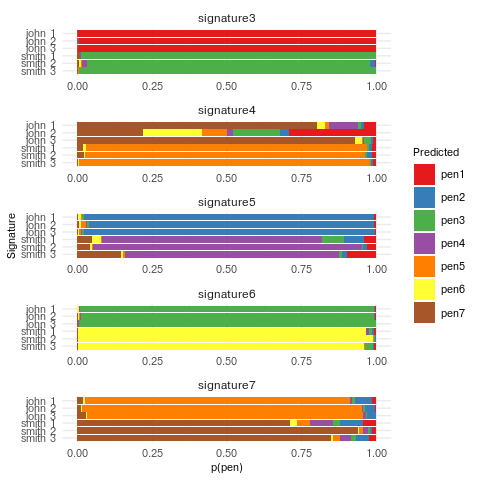 signature3
john 1
john 2
john 3
smith 1
smith 2
smith 3
0.00 0.25 0.50 0.75 1.00
signature4
john 1
john 2
john 3
smith 1
smith 2
smith 3
0.00 0.25 0.50 0.75 1.00
signature5
john 1
john 2
john 3
smith 1
smith 2
smith 3
0.00 0.25 0.50 0.75 1.00
signature6
john 1
john 2
john 3
smith 1
smith 2
smith 3
0.00 0.25 0.50 0.75 1.00
signature7
john 1
john 2
john 3
smith 1
smith 2
smith 3
0.00 0.25 0.50 0.75 1.00
p(pen)
Signature
Predicted
pen1
pen2
pen3
pen4
pen5
pen6
pen7